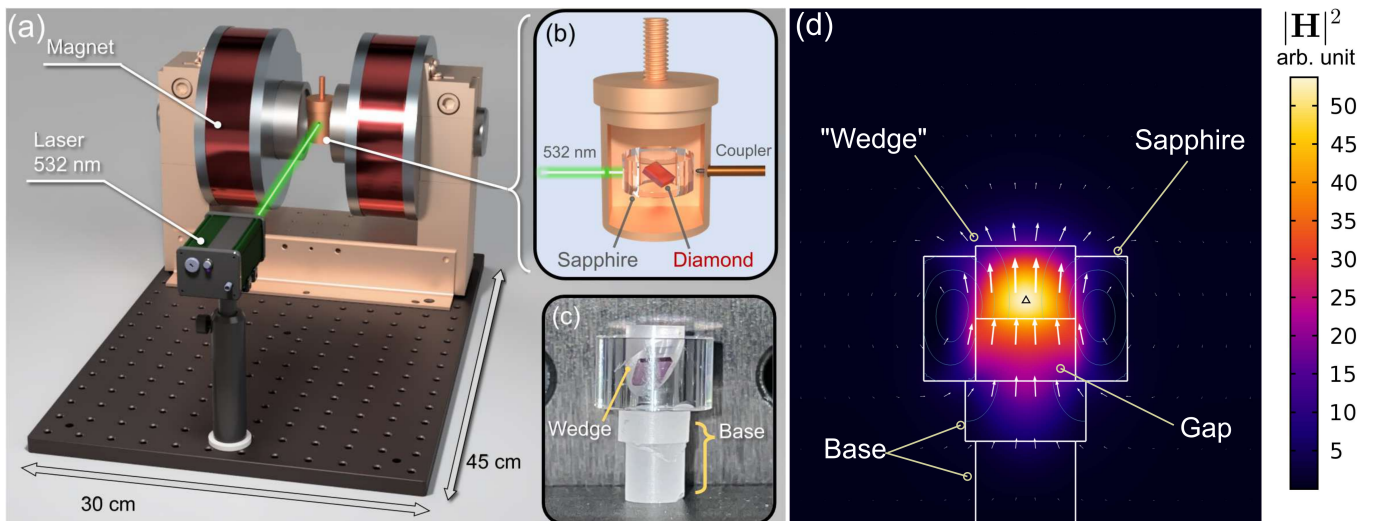 (a)
Magnet
Laser
532 nm
30 cm
45 cm
(b)
532 nm
Coupler
Sapphire
Diamond
(c)
Wedge
Base
(d)
"Wedge"
Sapphire
Base
Gap
|H|²
arb. unit
50
45
40
35
30
25
20
15
10
5